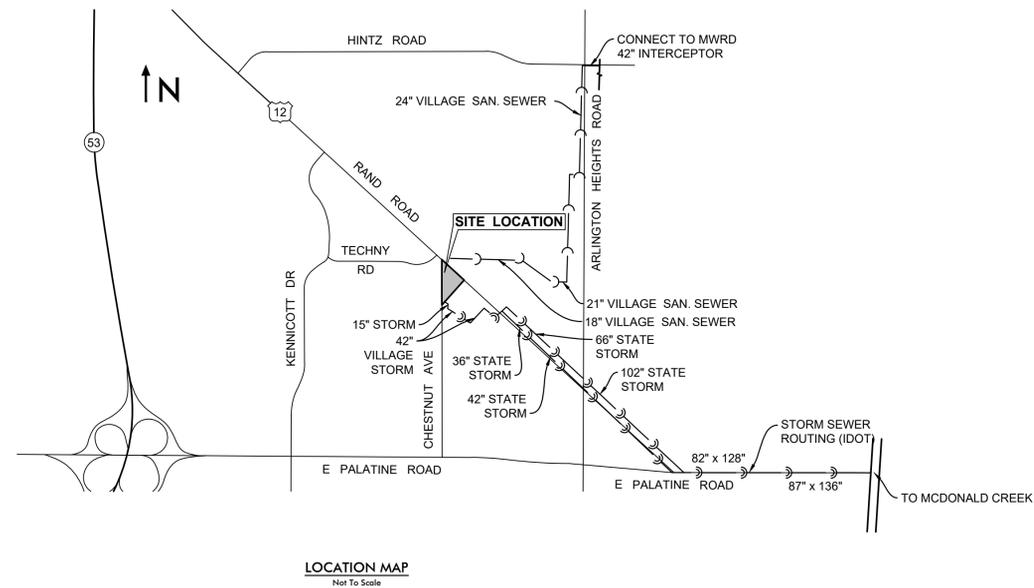 HINTZ ROAD
CONNECT TO MWRD
42" INTERCEPTOR
N
24" VILLAGE SAN. SEWER
12
53
RAND ROAD
ARLINGTON HEIGHTS ROAD
SITE LOCATION
TECHNY
RD
KENNICOTT DR
21" VILLAGE SAN. SEWER
18" VILLAGE SAN. SEWER
15" STORM
42"
VILLAGE
STORM
66" STATE
STORM
36" STATE
STORM
102" STATE
STORM
42" STATE
STORM
CHESTNUT AVE
STORM SEWER
ROUTING (IDOT)
E PALATINE ROAD
82" x 128"
E PALATINE ROAD
87" x 136"
TO MCDONALD CREEK
LOCATION MAP
Not To Scale